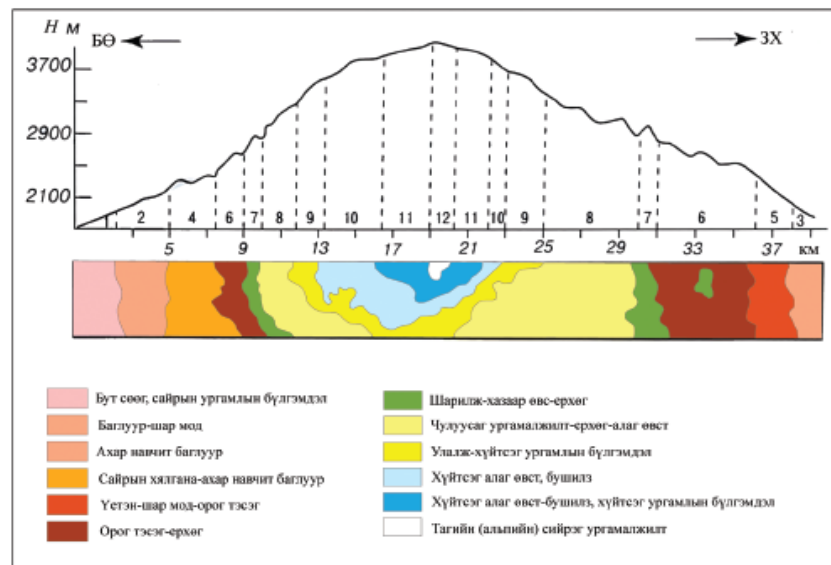 Н м
БӨ
ЗХ
3700
2900
2100
2 4 6 7 8 9 10 11 12 11 10 9 8 7 6 5 3
5 9 13 17 21 25 29 33 37 км
Бут сөөг, сайрын ургамлын бүлгэмдэл
Баглуур-шар мод
Ахар навчит баглуур
Сайрын хялгана-ахар навчит баглуур
Үетэн-шар мод-орог тэсэг
Орог тэсэг-ерхөг
Шарилж-хазаар өвс-ерхөг
Чулуусаг ургамалжилт-ерхөг-алаг өвст
Улалж-хүйтсэг ургамлын бүлгэмдэл
Хүйтсэг алаг өвст, бушилз
Хүйтсэг алаг өвст-бушилз, хүйтсэг ургамлын бүлгэмдэл
Тагийн (альпийн) сийрэг ургамалжилт